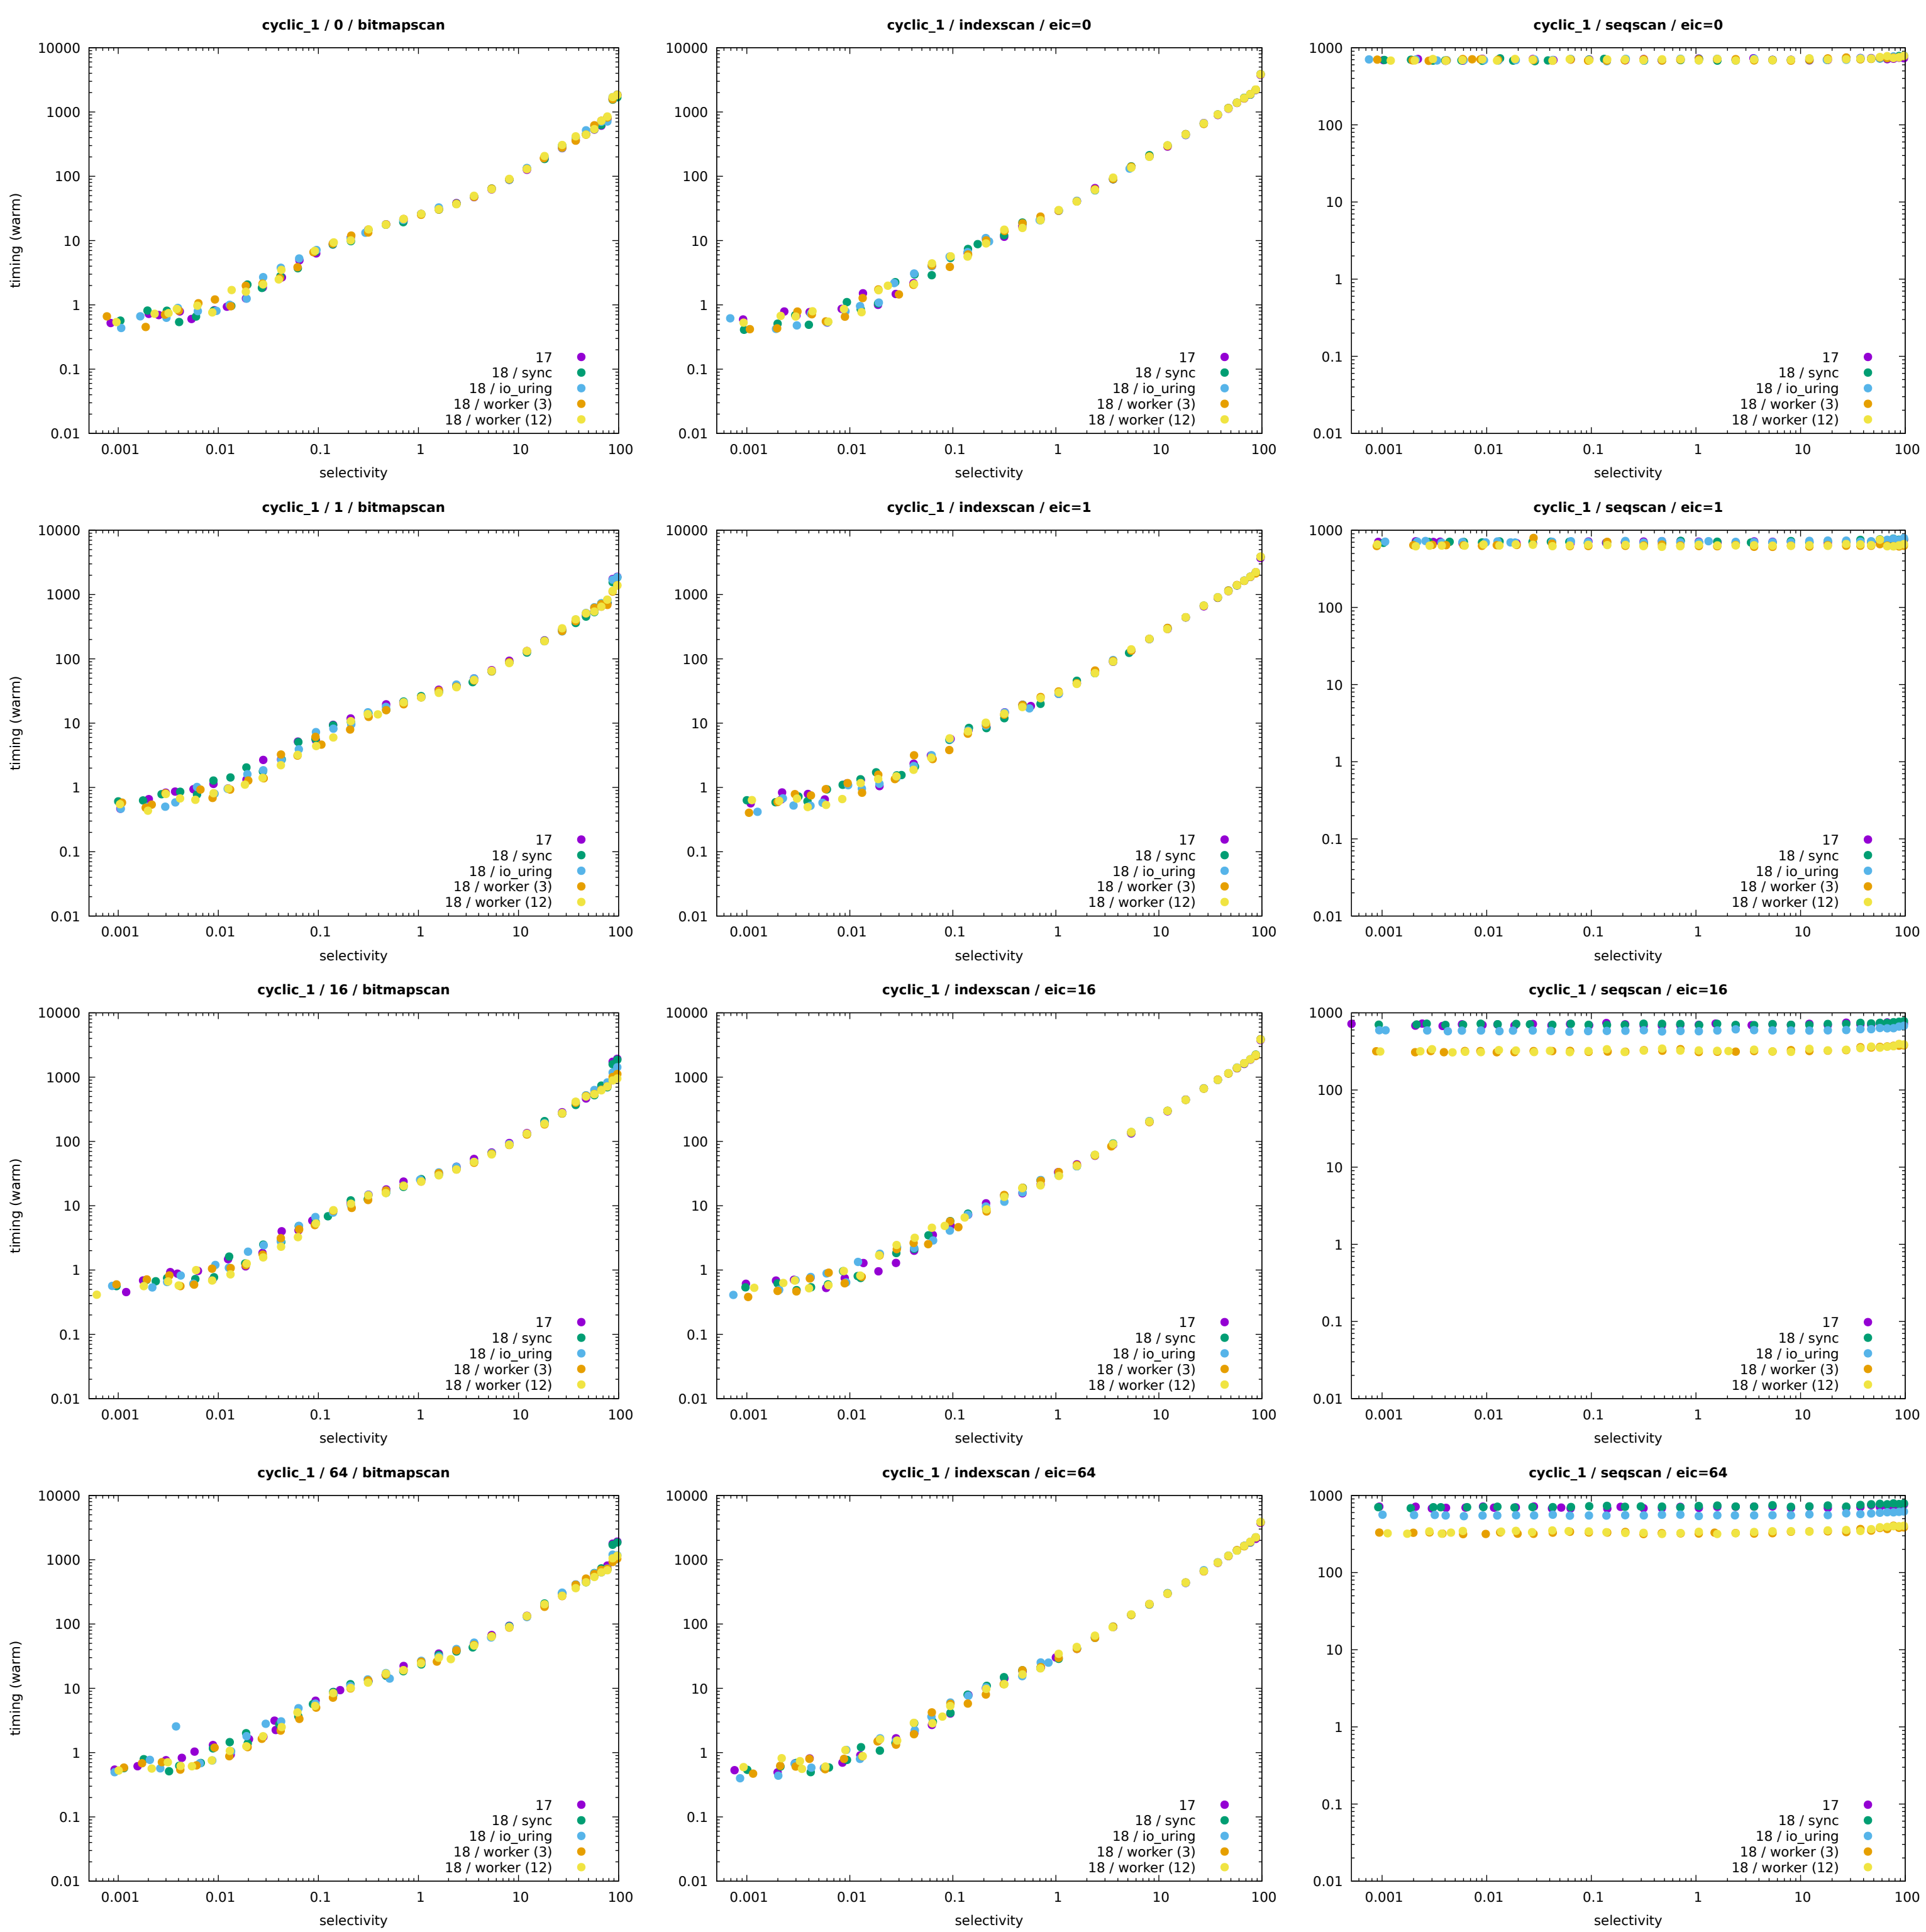 cyclic_1 / 0 / bitmapscan
10000
1000
100
10
1
0.1
0.01
timing (warm)
17
18 / sync
18 / io_uring
18 / worker (3)
18 / worker (12)
0.001 0.01 0.1 1 10 100
selectivity
cyclic_1 / indexscan / eic=0
10000
1000
100
10
1
0.1
0.01
17
18 / sync
18 / io_uring
18 / worker (3)
18 / worker (12)
0.001 0.01 0.1 1 10 100
selectivity
cyclic_1 / seqscan / eic=0
1000
100
10
1
0.1
0.01
17
18 / sync
18 / io_uring
18 / worker (3)
18 / worker (12)
0.001 0.01 0.1 1 10 100
selectivity
cyclic_1 / 1 / bitmapscan
10000
1000
100
10
1
0.1
0.01
timing (warm)
17
18 / sync
18 / io_uring
18 / worker (3)
18 / worker (12)
0.001 0.01 0.1 1 10 100
selectivity
cyclic_1 / indexscan / eic=1
10000
1000
100
10
1
0.1
0.01
17
18 / sync
18 / io_uring
18 / worker (3)
18 / worker (12)
0.001 0.01 0.1 1 10 100
selectivity
cyclic_1 / seqscan / eic=1
1000
100
10
1
0.1
0.01
17
18 / sync
18 / io_uring
18 / worker (3)
18 / worker (12)
0.001 0.01 0.1 1 10 100
selectivity
cyclic_1 / 16 / bitmapscan
10000
1000
100
10
1
0.1
0.01
timing (warm)
17
18 / sync
18 / io_uring
18 / worker (3)
18 / worker (12)
0.001 0.01 0.1 1 10 100
selectivity
cyclic_1 / indexscan / eic=16
10000
1000
100
10
1
0.1
0.01
17
18 / sync
18 / io_uring
18 / worker (3)
18 / worker (12)
0.001 0.01 0.1 1 10 100
selectivity
cyclic_1 / seqscan / eic=16
1000
100
10
1
0.1
0.01
17
18 / sync
18 / io_uring
18 / worker (3)
18 / worker (12)
0.001 0.01 0.1 1 10 100
selectivity
cyclic_1 / 64 / bitmapscan
10000
1000
100
10
1
0.1
0.01
timing (warm)
17
18 / sync
18 / io_uring
18 / worker (3)
18 / worker (12)
0.001 0.01 0.1 1 10 100
selectivity
cyclic_1 / indexscan / eic=64
10000
1000
100
10
1
0.1
0.01
17
18 / sync
18 / io_uring
18 / worker (3)
18 / worker (12)
0.001 0.01 0.1 1 10 100
selectivity
cyclic_1 / seqscan / eic=64
1000
100
10
1
0.1
0.01
17
18 / sync
18 / io_uring
18 / worker (3)
18 / worker (12)
0.001 0.01 0.1 1 10 100
selectivity